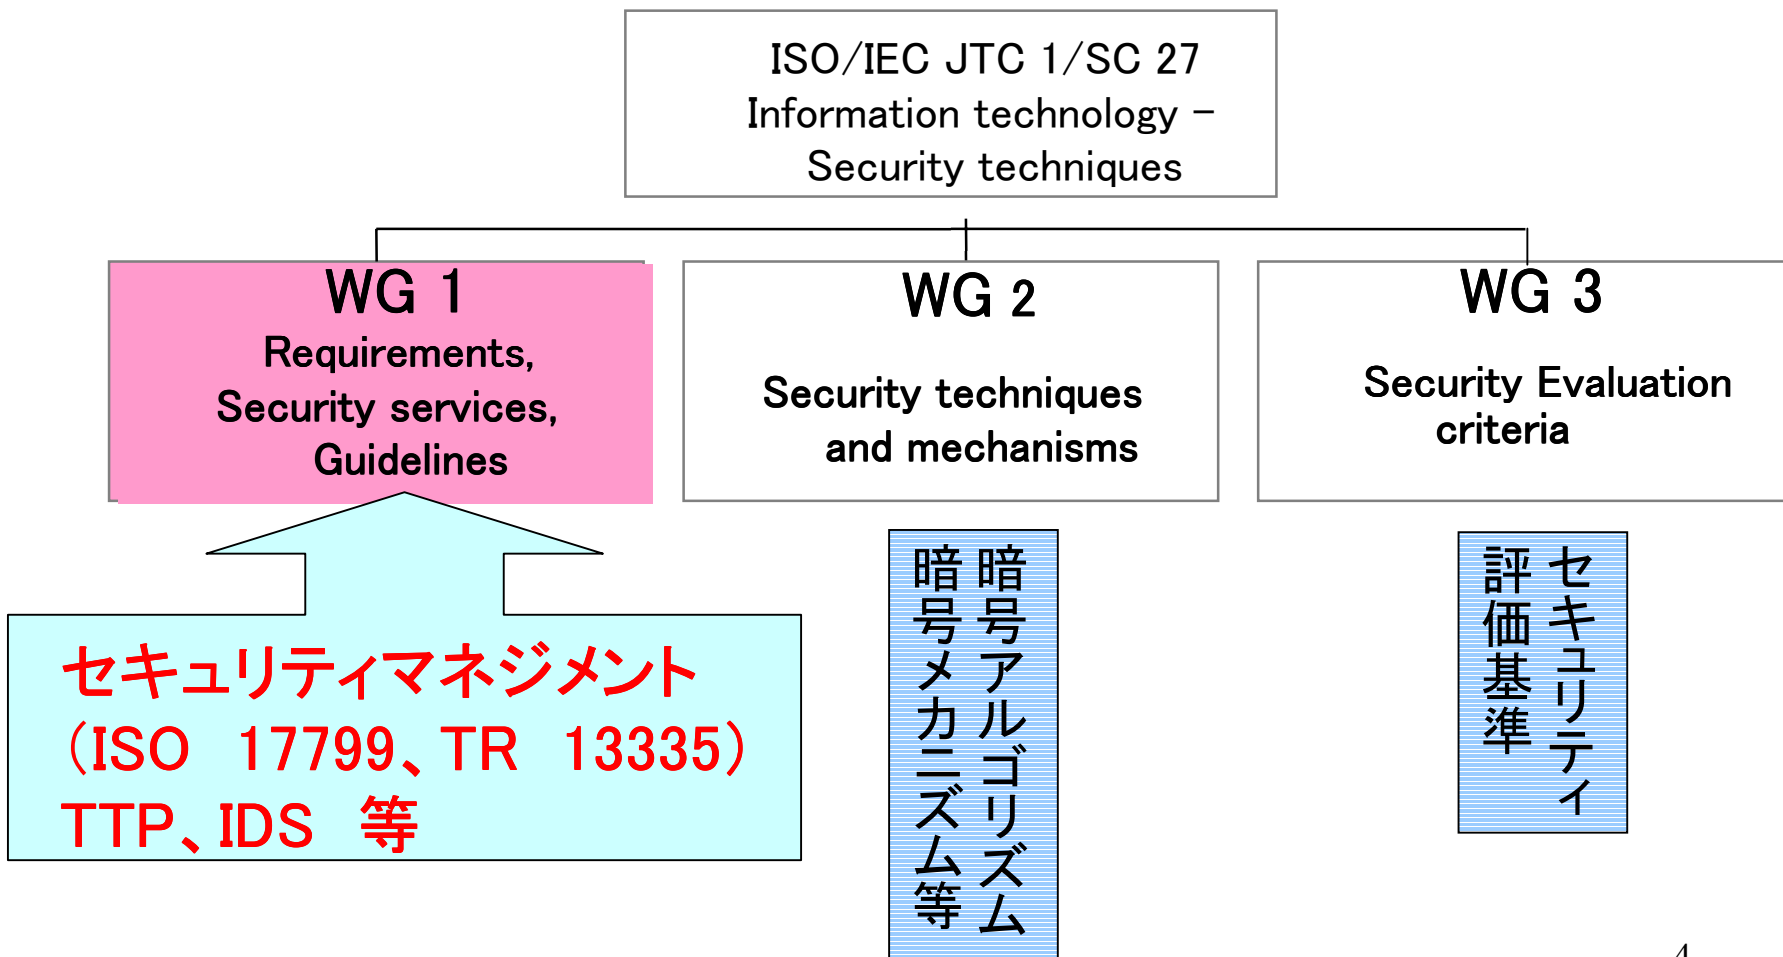 ISO/IEC JTC 1/SC 27
Information technology –
Security techniques
WG 1
Requirements,
Security services,
Guidelines
WG 2
Security techniques
and mechanisms
WG 3
Security Evaluation
criteria
セキュリティマネジメント
（ISO　17799、TR　13335）
TTP、IDS　等
暗号アルゴリズム
暗号メカニズム等
セキュリティ
評価基準
4